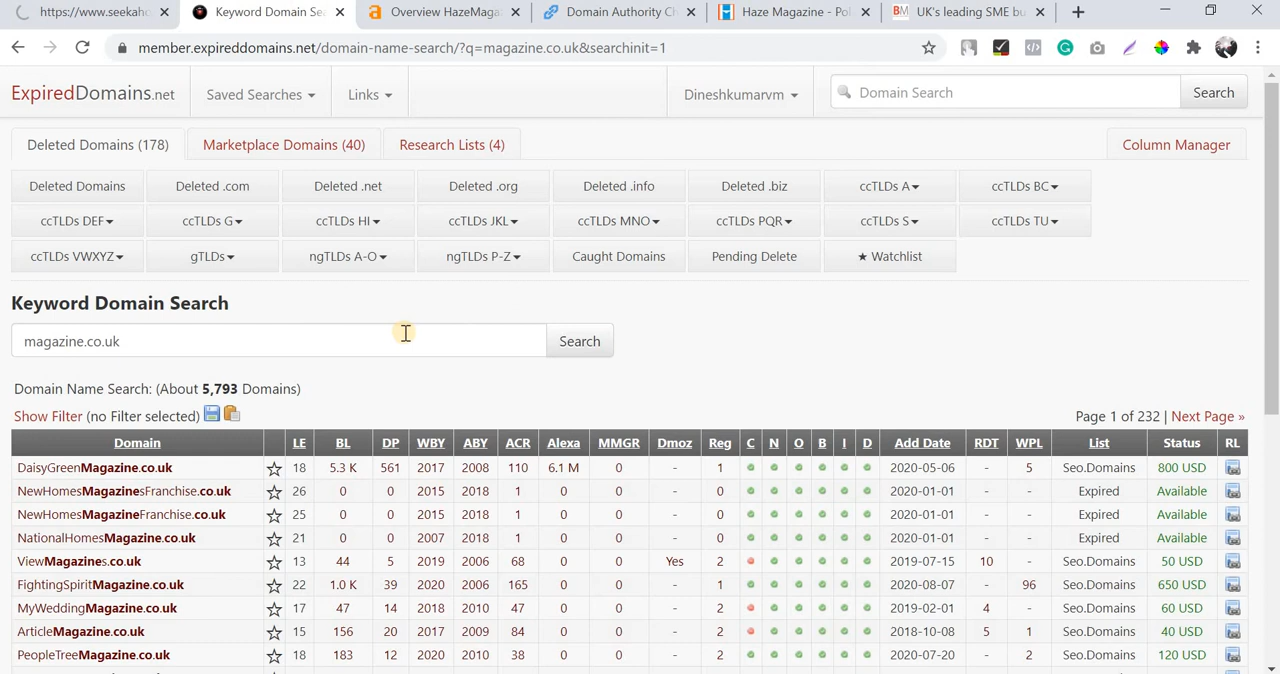 https://www.seekaho
Keyword Domain Sea
Overview HazeMaga
Domain Authority Ch
Haze Magazine - Pol
UK's leading SME bu
member.expireddomains.net/domain-name-search/?q=magazine.co.uk&searchinit=1
ExpiredDomains.net
Saved Searches
Links
Dineshkumarvm
Domain Search
Search
Deleted Domains (178)
Marketplace Domains (40)
Research Lists (4)
Column Manager
Deleted Domains Deleted .com Deleted .net Deleted .org Deleted .info Deleted .biz ccTLDs A ccTLDs BC
ccTLDs DEF ccTLDs G ccTLDs HI ccTLDs JKL ccTLDs MNO ccTLDs PQR ccTLDs S ccTLDs TU
ccTLDs VWXYZ gTLDs ngTLDs A-O ngTLDs P-Z Caught Domains Pending Delete ★ Watchlist
Keyword Domain Search
magazine.co.uk Search
Domain Name Search: (About 5,793 Domains)
Show Filter (no Filter selected) Page 1 of 232 | Next Page »
Domain LE BL DP WBY ABY ACR Alexa MMGR Dmoz Reg C N O B I D Add Date RDT WPL List Status RL
DaisyGreenMagazine.co.uk 18 5.3 K 561 2017 2008 110 6.1 M 0 - 1 2020-05-06 - 5 Seo.Domains 800 USD
NewHomesMagazinesFranchise.co.uk 26 0 0 2015 2018 1 0 0 - 0 2020-01-01 - - Expired Available
NewHomesMagazineFranchise.co.uk 25 0 0 2015 2018 1 0 0 - 0 2020-01-01 - - Expired Available
NationalHomesMagazine.co.uk 21 0 0 2007 2018 1 0 0 - 0 2020-01-01 - - Expired Available
ViewMagazines.co.uk 13 44 5 2019 2006 68 0 0 Yes 2 2019-07-15 10 - Seo.Domains 50 USD
FightingSpiritMagazine.co.uk 22 1.0 K 39 2020 2006 165 0 0 - 1 2020-08-07 - 96 Seo.Domains 650 USD
MyWeddingMagazine.co.uk 17 47 14 2018 2010 47 0 0 - 2 2019-02-01 4 - Seo.Domains 60 USD
ArticleMagazine.co.uk 15 156 20 2017 2009 84 0 0 - 2 2018-10-08 5 1 Seo.Domains 40 USD
PeopleTreeMagazine.co.uk 18 183 12 2020 2010 38 0 0 - 2 2020-07-20 - 2 Seo.Domains 120 USD